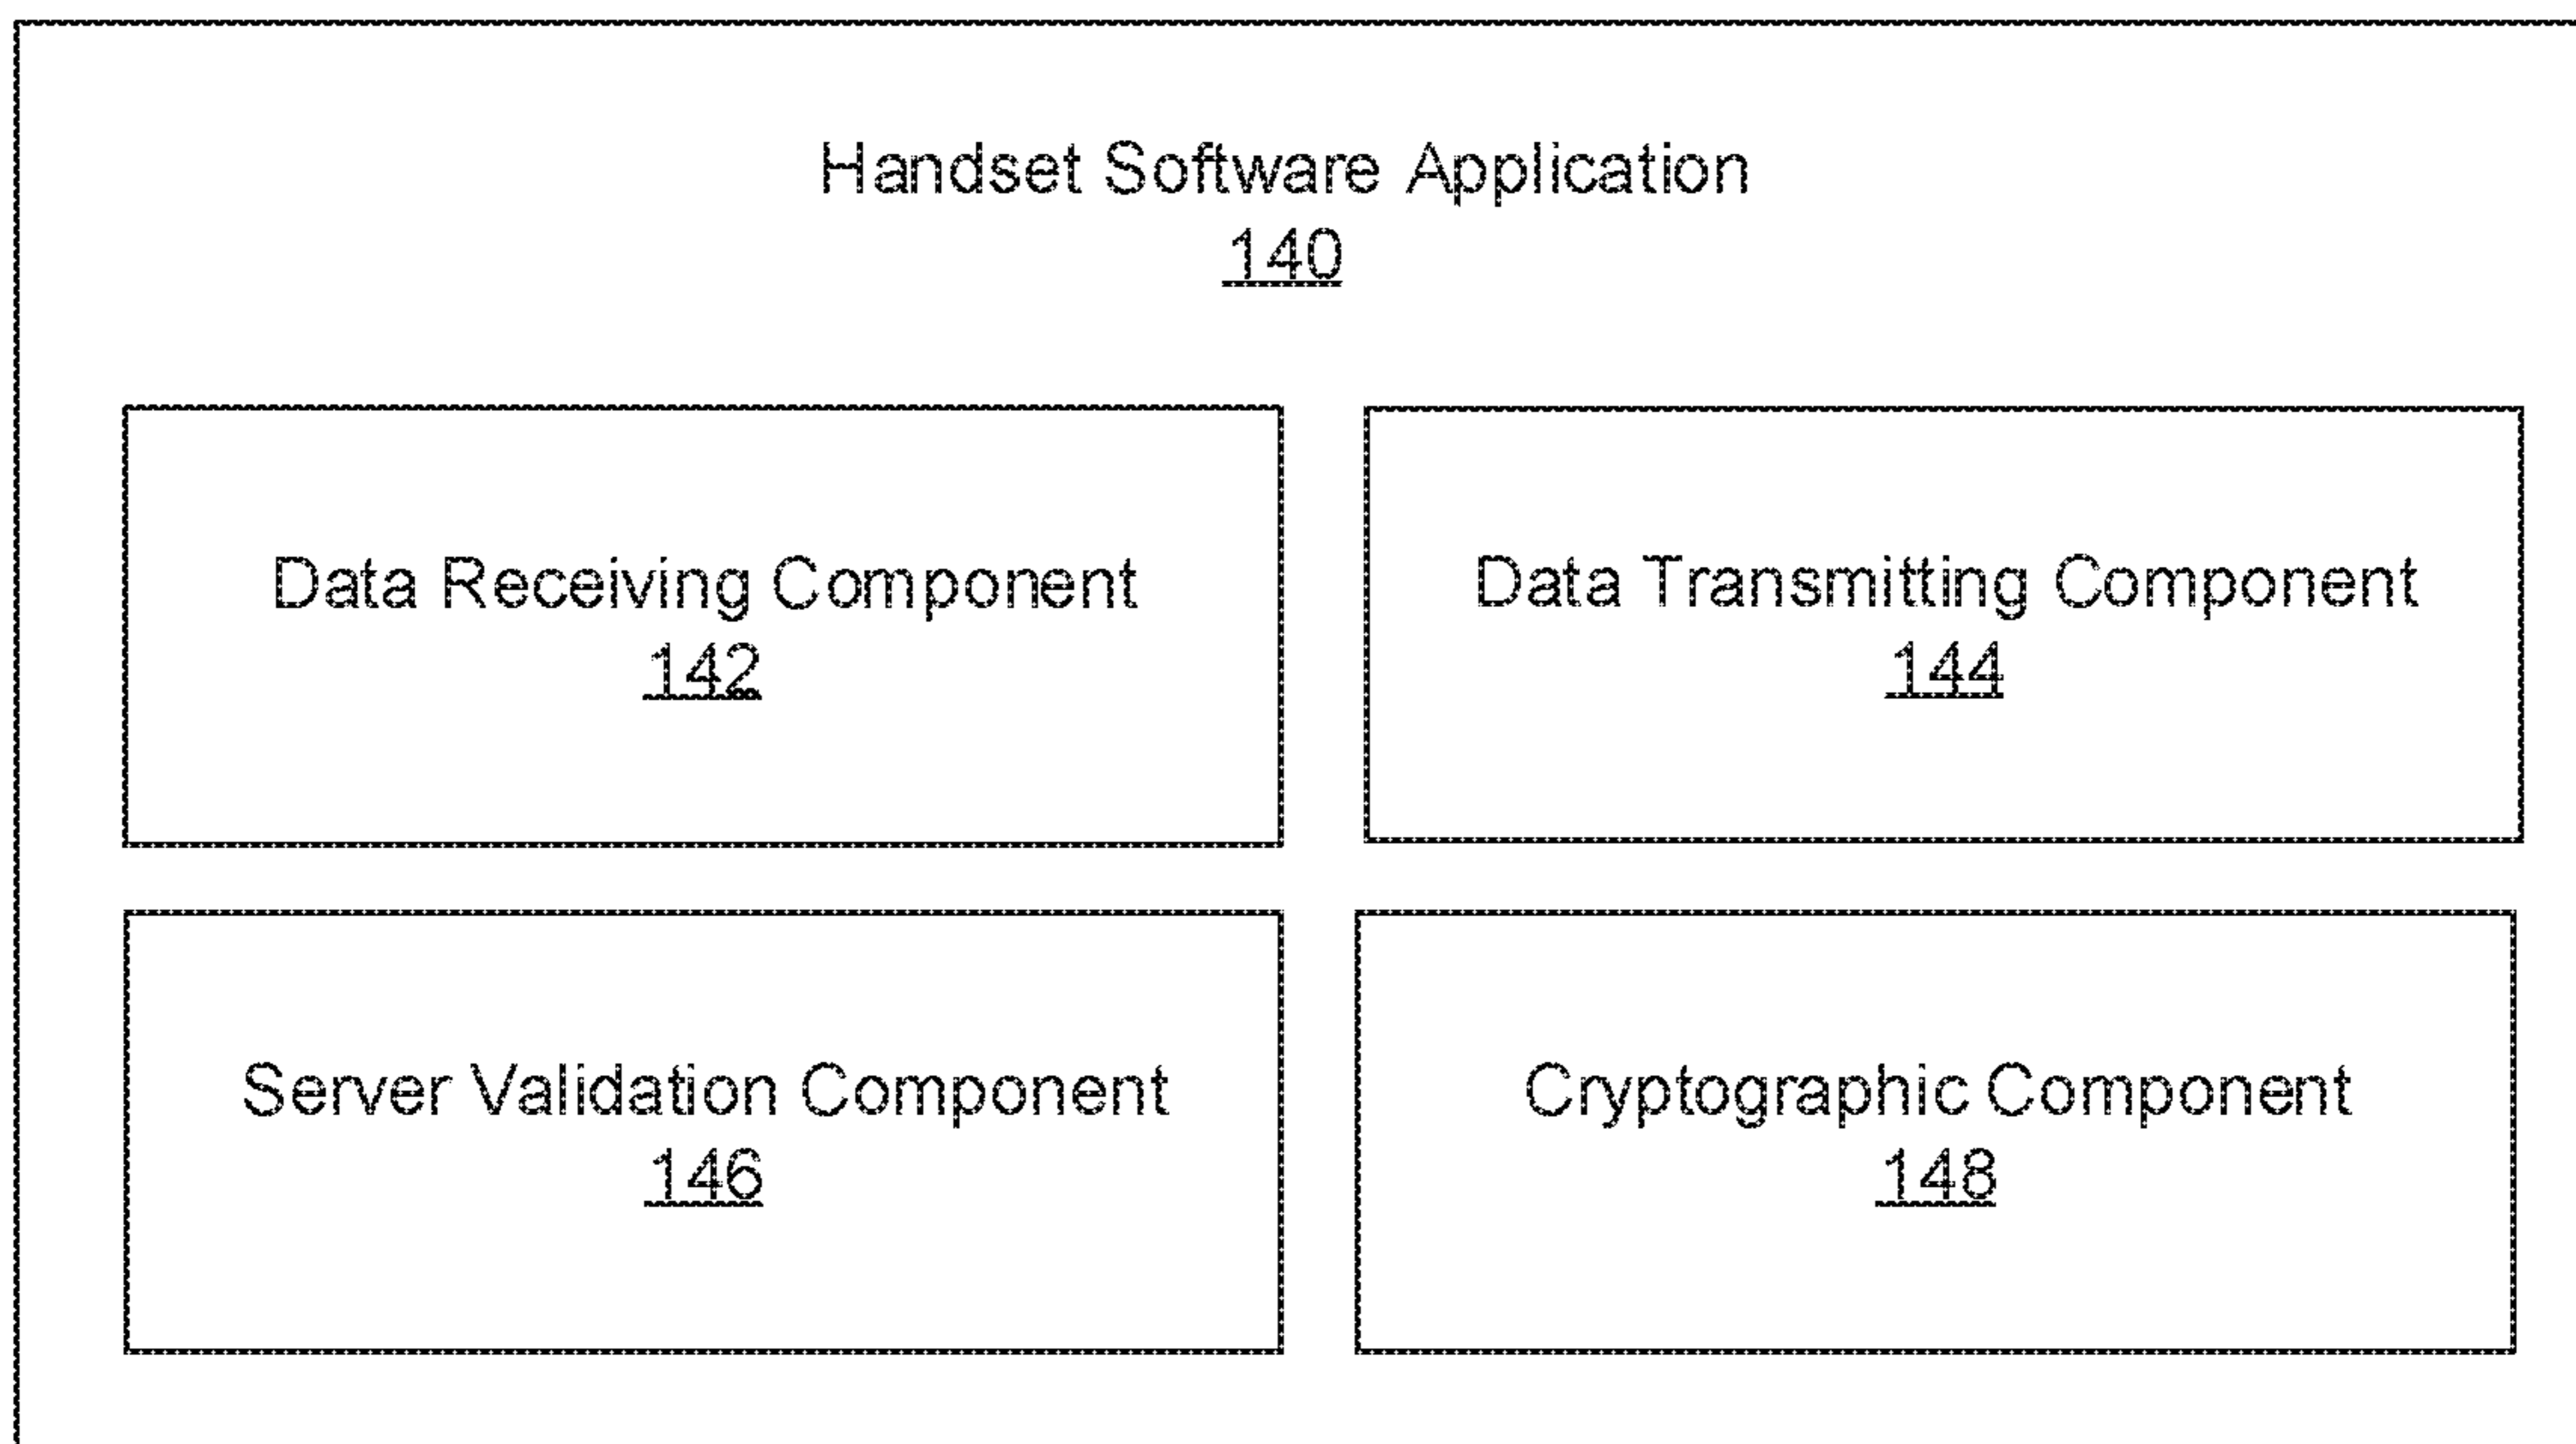 Handset Software Application
140
Data Receiving Component
142
Data Transmitting Component
144
Server Validation Component
146
Cryptographic Component
148